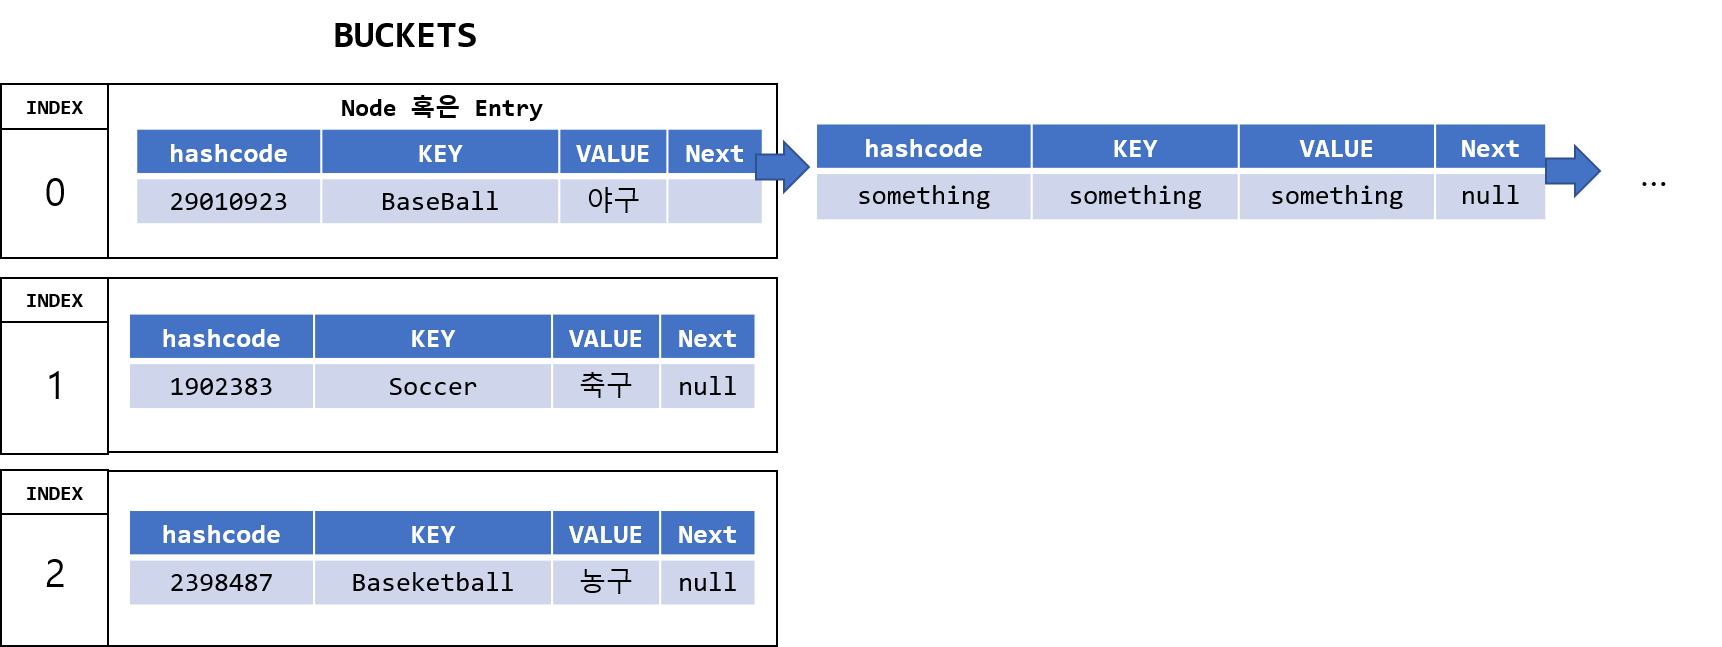 BUCKETS
INDEX
0
Node 혹은 Entry
hashcode KEY VALUE Next
29010923 BaseBall 야구
hashcode KEY VALUE Next
something something something null
...
INDEX
1
hashcode KEY VALUE Next
1902383 Soccer 축구 null
INDEX
2
hashcode KEY VALUE Next
2398487 Baseketball 농구 null